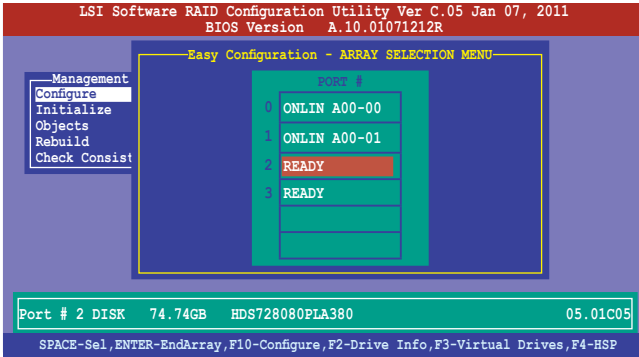 LSI Software RAID Configuration Utility Ver C.05 Jan 07, 2011
BIOS Version A.10.01071212R
Easy Configuration - ARRAY SELECTION MENU
Management
Configure
Initialize
Objects
Rebuild
Check Consist
PORT #
0 ONLIN A00-00
1 ONLIN A00-01
2 READY
3 READY
Port # 2 DISK 74.74GB HDS728080PLA380 05.01C05
SPACE-Sel,ENTER-EndArray,F10-Configure,F2-Drive Info,F3-Virtual Drives,F4-HSP